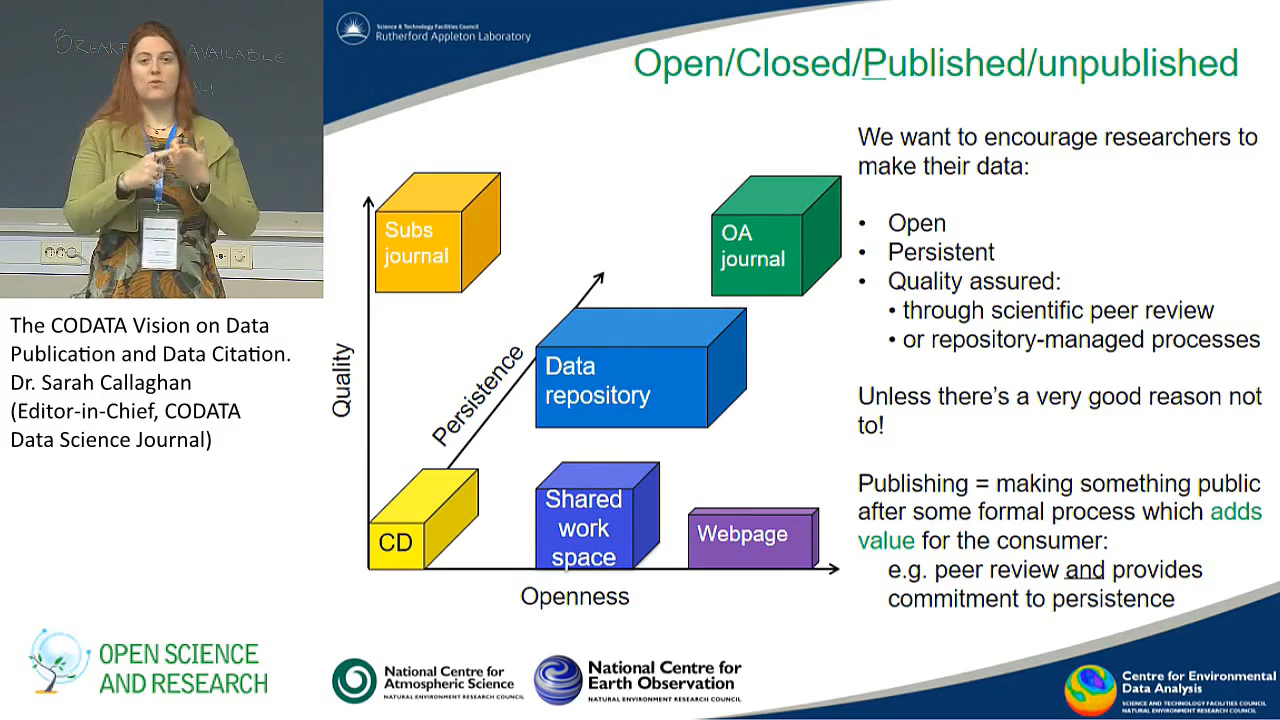 BREAK AVAILABLE
Science & Technology Facilities Council
Rutherford Appleton Laboratory
Open/Closed/Published/unpublished
We want to encourage researchers to
make their data:
• Open
• Persistent
• Quality assured:
• through scientific peer review
• or repository-managed processes
Unless there's a very good reason not
to!
Publishing = making something public
after some formal process which adds
value for the consumer:
e.g. peer review and provides
commitment to persistence
Subs
journal
OA
journal
Quality
Persistence
Data
repository
CD
Shared
work
space
Webpage
Openness
The CODATA Vision on Data
Publication and Data Citation.
Dr. Sarah Callaghan
(Editor-in-Chief, CODATA
Data Science Journal)
OPEN SCIENCE
AND RESEARCH
National Centre for
Atmospheric Science
NATURAL ENVIRONMENT RESEARCH COUNCIL
National Centre for
Earth Observation
NATURAL ENVIRONMENT RESEARCH COUNCIL
Centre for Environmental
Data Analysis
SCIENCE AND TECHNOLOGY FACILITIES COUNCIL
NATURAL ENVIRONMENT RESEARCH COUNCIL